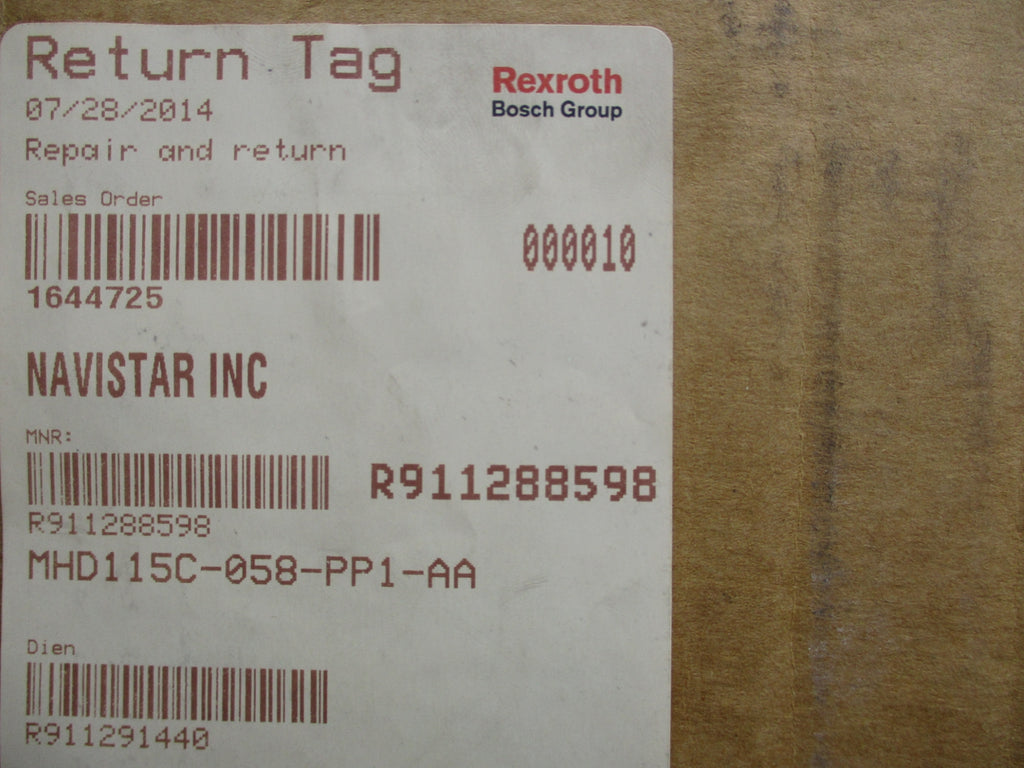 Return Tag
Rexroth
Bosch Group
07/28/2014
Repair and return
Sales Order
000010
1644725
NAVISTAR INC
MNR:
R911288598
R911288598
MHD115C-058-PP1-AA
Dien
R911291440